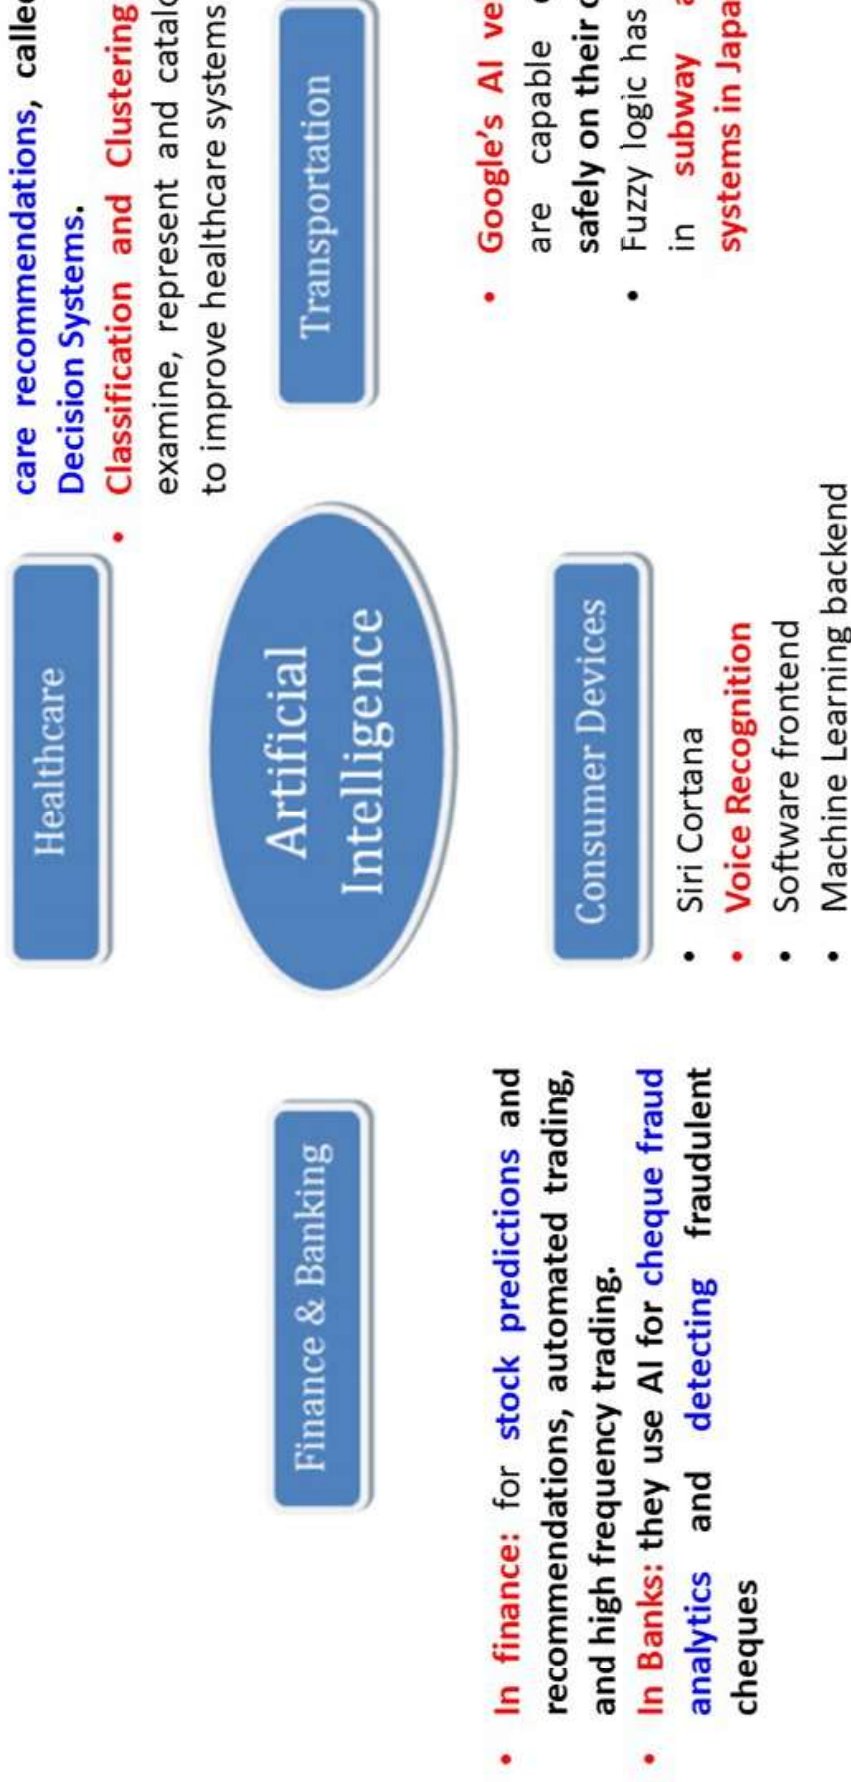 Healthcare
care recommendations, called
Decision Systems.
• Classification and Clustering
examine, represent and catalo
to improve healthcare systems
Finance & Banking
Artificial
Intelligence
Transportation
• In finance: for stock predictions and
recommendations, automated trading,
and high frequency trading.
• In Banks: they use AI for cheque fraud
analytics and detecting fraudulent
cheques
Consumer Devices
• Siri Cortana
• Voice Recognition
• Software frontend
• Machine Learning backend
• Google's AI ve
are capable
safely on their
• Fuzzy logic has
in subway
systems in Japa